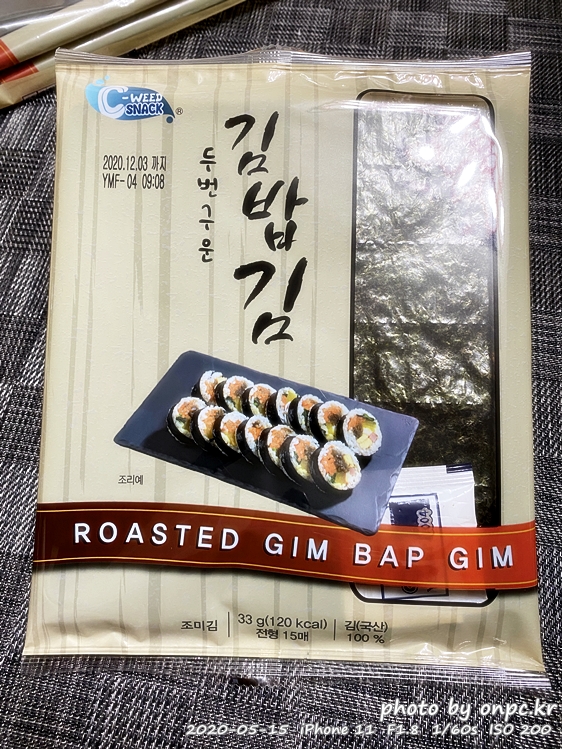 C-WEED
SNACK
®
2020.12.03 까지
YMF-04 09:08
두번구운
김밥김
조리예
ROASTED GIM BAP GIM
조미김
33 g(120 kcal)
전형 15매
김(국산)
100 %
photo by onpc.kr
2020-05-15 iPhone 11 F1.8 1/60s ISO 200